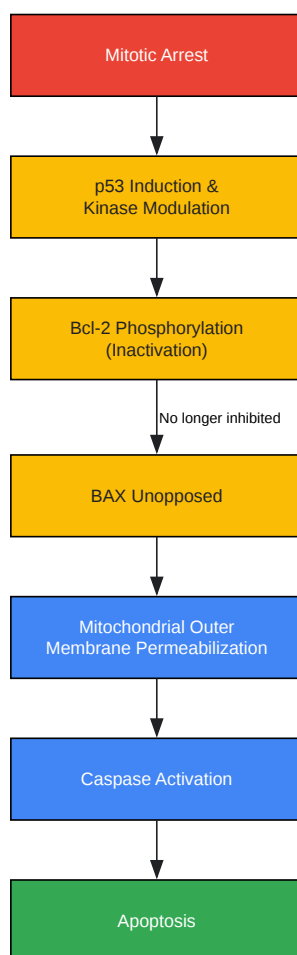 Mitotic Arrest
p53 Induction &
Kinase Modulation
Bcl-2 Phosphorylation
(Inactivation)
No longer inhibited
BAX Unopposed
Mitochondrial Outer
Membrane Permeabilization
Caspase Activation
Apoptosis